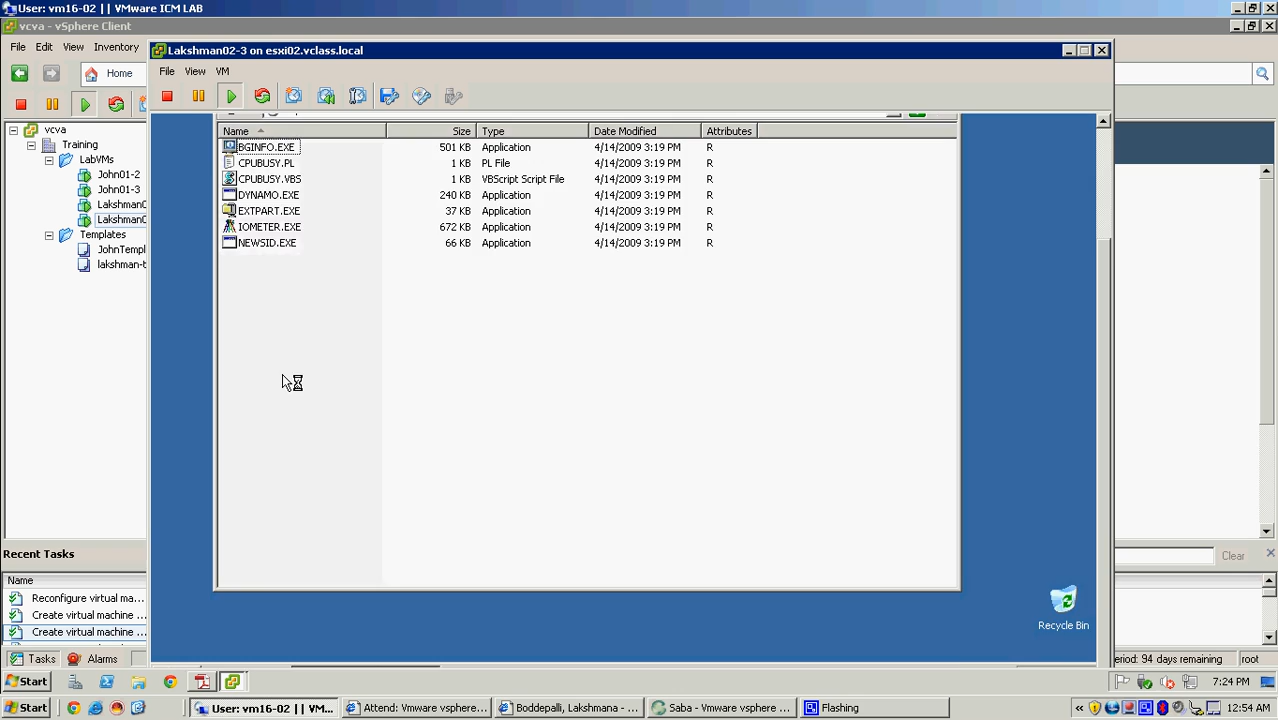 User: vm16-02 || VMware ICM LAB
vcva - vSphere Client
File Edit View Inventory
Home
vcva
Training
LabVMs
John01-2
John01-3
Lakshman0
Lakshman0
Templates
JohnTempl
lakshman-t
Lakshman02-3 on esxi02.vclass.local
File View VM
Name Size Type Date Modified Attributes
BGINFO.EXE 501 KB Application 4/14/2009 3:19 PM R
CPUBUSY.PL 1 KB PL File 4/14/2009 3:19 PM R
CPUBUSY.VBS 1 KB VBScript Script File 4/14/2009 3:19 PM R
DYNAMO.EXE 240 KB Application 4/14/2009 3:19 PM R
EXTPART.EXE 37 KB Application 4/14/2009 3:19 PM R
IOMETER.EXE 672 KB Application 4/14/2009 3:19 PM R
NEWSID.EXE 66 KB Application 4/14/2009 3:19 PM R
Recycle Bin
Recent Tasks
Clear
Name
Reconfigure virtual ma...
Create virtual machine ...
Create virtual machine ...
Tasks Alarms
eriod: 94 days remaining root
Start 7:24 PM
Start User: vm16-02 || VM... Attend: Vmware vsphere... Boddepalli, Lakshmana - ... Saba - Vmware vsphere ... Flashing « 12:54 AM